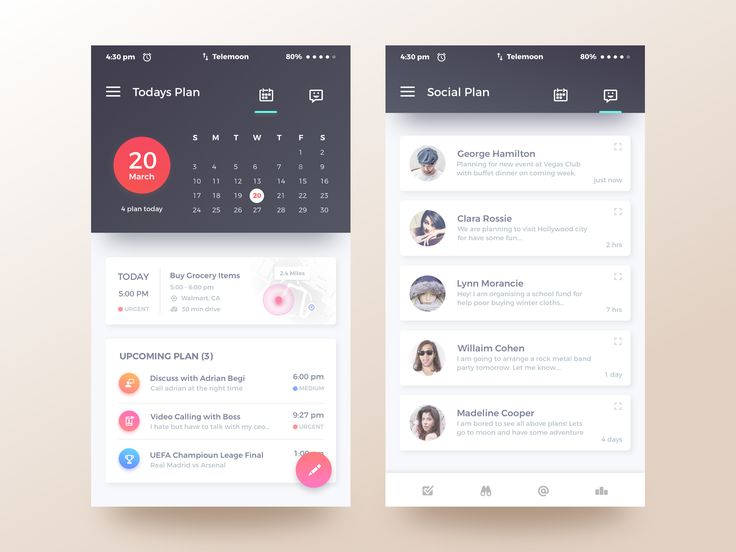 4:30 pm
Telemoon
80%
Todays Plan
20
March
4 plan today
S M T W T F S
1 2
3 4 5 6 7 8 9
10 11 12 13 14 15 16
17 18 19 20 21 22 23
24 25 26 27 28 29 30
TODAY
5:00 PM
URGENT
Buy Grocery Items
5:00 - 6:00 pm
Walmart, CA
30 min drive
2.4 Miles
UPCOMING PLAN (3)
Discuss with Adrian Begi
Call adrian at the right time
6:00 pm
MEDIUM
Video Calling with Boss
I hate but have to talk with my ceo...
9:27 pm
URGENT
UEFA Champioun Leage Final
Real Madrid vs Arsenal
4:30 pm
Telemoon
80%
Social Plan
George Hamilton
Planning for new event at Vegas Club
with buffet dinner on coming week.
just now
Clara Rossie
We are planning to visit Hollywood city
for have some fun...
2 hrs
Lynn Morancie
Hey! I am organising a school fund for
help poor buying winter cloths...
7 hrs
Willaim Cohen
I am going to arrange a rock metal band
party tomorrow. Let me know...
1 day
Madeline Cooper
I am bored to see all above plans! Lets
go to moon and have some adventure
4 days